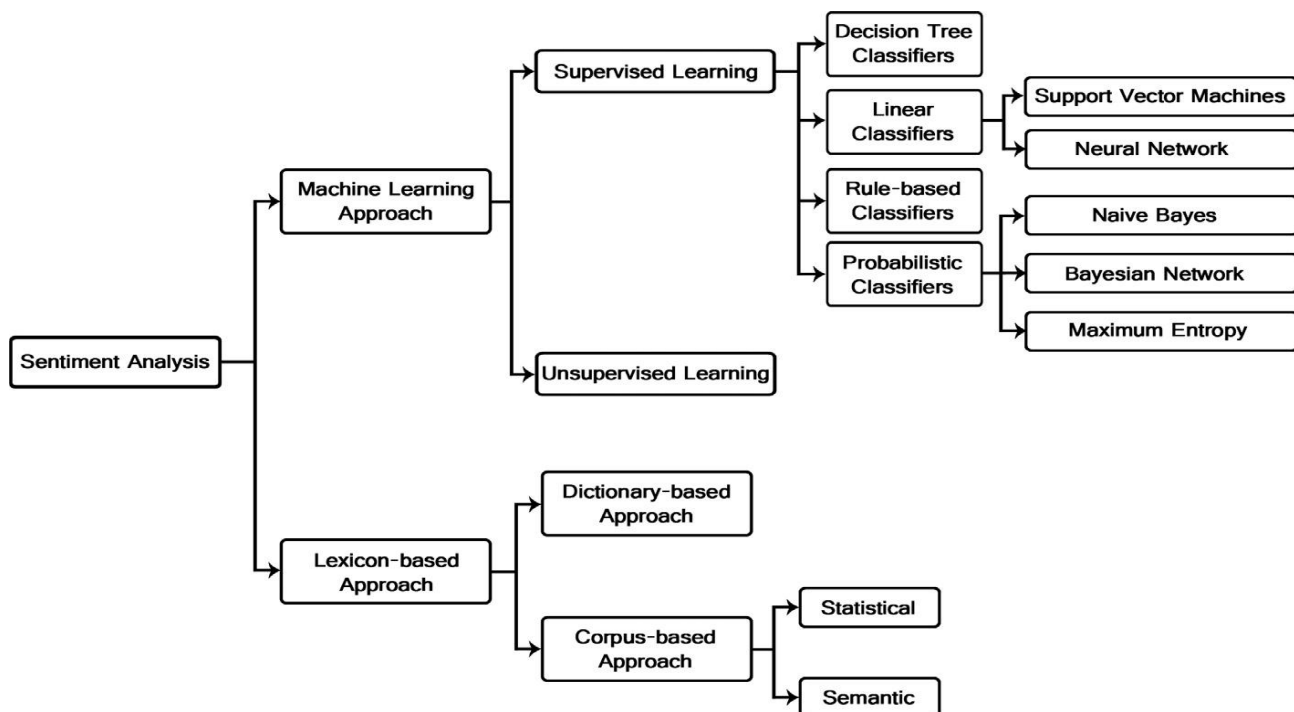 Decision Tree
Classifiers
Supervised Learning
Linear
Classifiers
Support Vector Machines
Neural Network
Machine Learning
Approach
Rule-based
Classifiers
Naive Bayes
Probabilistic
Classifiers
Bayesian Network
Maximum Entropy
Sentiment Analysis
Unsupervised Learning
Dictionary-based
Approach
Lexicon-based
Approach
Statistical
Corpus-based
Approach
Semantic